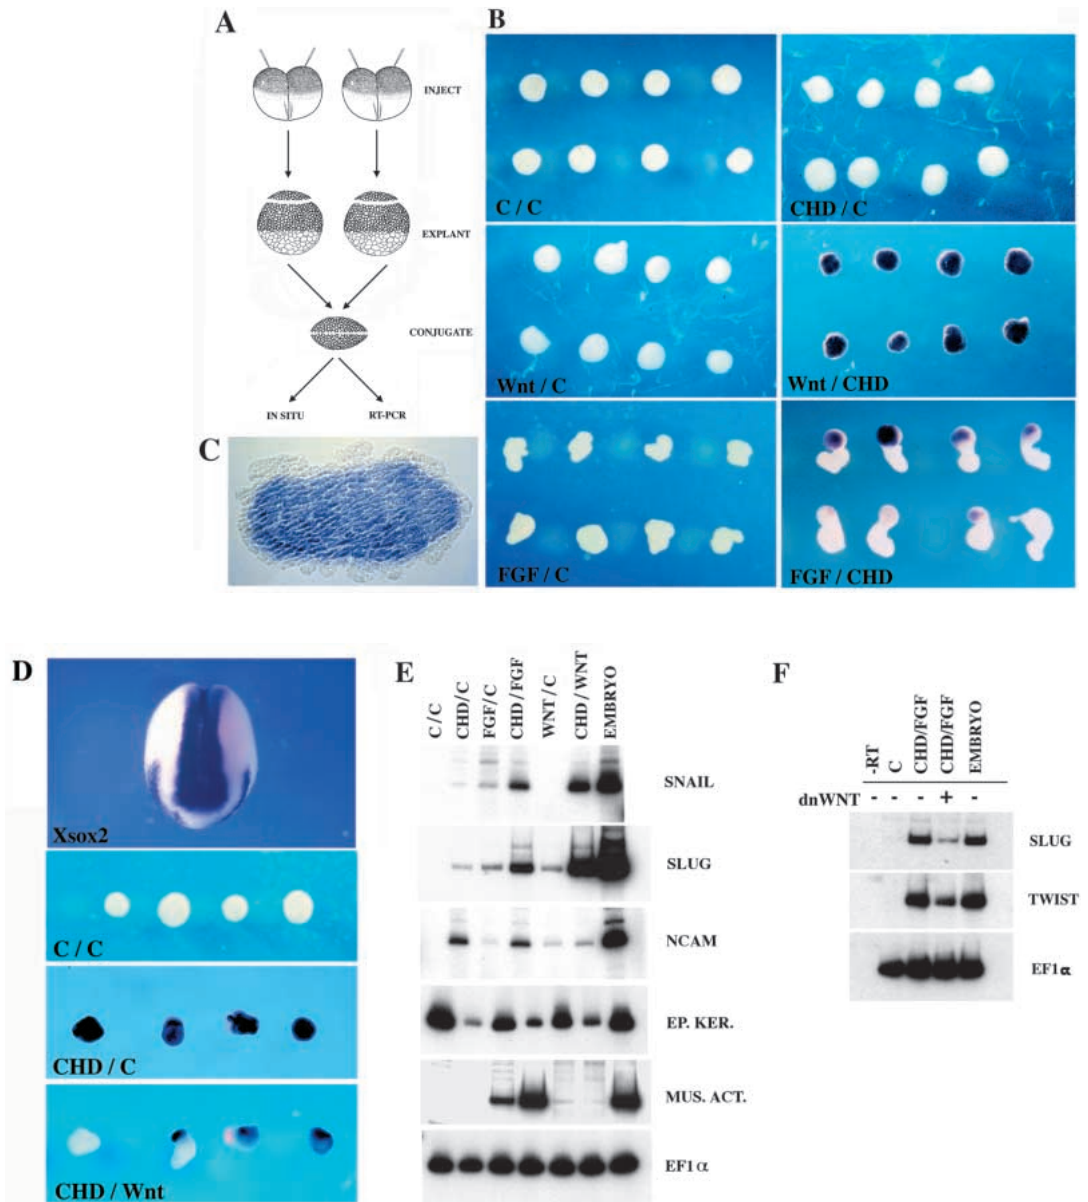 A
INJECT
EXPLANT
CONJUGATE
IN SITU RT-PCR
B
C / C
CHD / C
Wnt / C
Wnt / CHD
FGF / C
FGF / CHD
C
D
Xsox2
C / C
CHD / C
CHD / Wnt
E
C / C
CHD/C
FGF/C
CHD / FGF
WNT / C
CHD / WNT
EMBRYO
SNAIL
SLUG
NCAM
EP. KER.
MUS. ACT.
EF1 α
F
-RT
C
CHD/FGF
CHD/FGF
EMBRYO
dnWNT - - - + -
SLUG
TWIST
EF1α